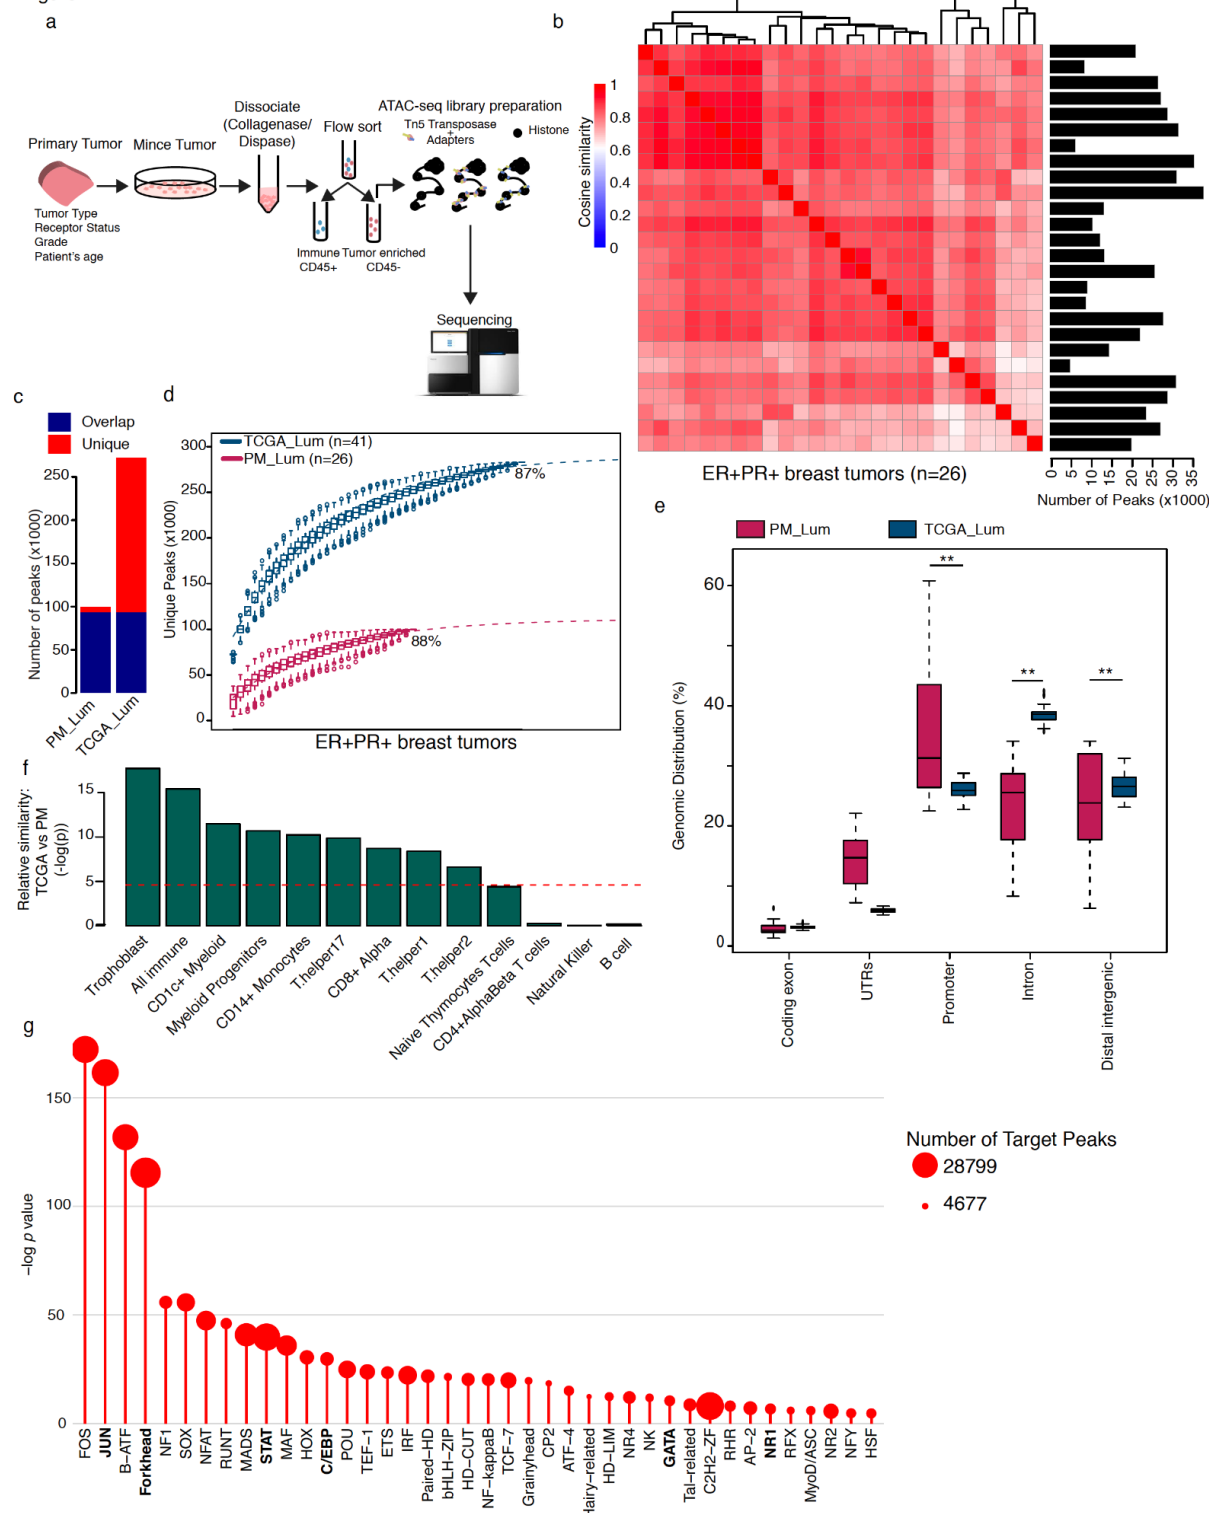 a
Primary Tumor
Mince Tumor
Dissociate
(Collagenase/
Dispase)
Flow sort
ATAC-seq library preparation
Tn5 Transposase
+
Adapters
Histone
Tumor Type
Receptor Status
Grade
Patient's age
Immune
CD45+
Tumor enriched
CD45-
Sequencing
b
Cosine similarity
1
0.8
0.6
0.4
0.2
0
ER+PR+ breast tumors (n=26)
0 5 10 15 20 25 30 35
Number of Peaks (x1000)
c
Overlap
Unique
Number of peaks (x1000)
250
200
150
100
50
0
PM_Lum
TCGA_Lum
d
TCGA_Lum (n=41)
PM_Lum (n=26)
Unique Peaks (x1000)
300
250
200
150
100
50
0
87%
88%
ER+PR+ breast tumors
e
PM_Lum
TCGA_Lum
Genomic Distribution (%)
60
40
20
0
**
**
**
Coding exon
UTRs
Promoter
Intron
Distal intergenic
f
Relative similarity:
TCGA vs PM
(-log(p))
15
10
5
0
Trophoblast
All immune
CD1c+ Myeloid
Myeloid Progenitors
CD14+ Monocytes
T.helper17
CD8+ Alpha
T.helper1
T.helper2
Naive Thymocytes Tcells
CD4+AlphaBeta T cells
Natural Killer
B cell
g
−log p value
150
100
50
0
FOS
JUN
B−ATF
Forkhead
NF1
SOX
NFAT
RUNT
MADS
STAT
MAF
HOX
C/EBP
POU
TEF−1
ETS
IRF
Paired−HD
bHLH−ZIP
HD−CUT
NF−kappaB
TCF−7
Grainyhead
CP2
ATF−4
Hairy−related
HD−LIM
NR4
NK
GATA
Tal−related
C2H2−ZF
RHR
AP−2
NR1
RFX
MyoD/ASC
NR2
NFY
HSF
Number of Target Peaks
28799
4677